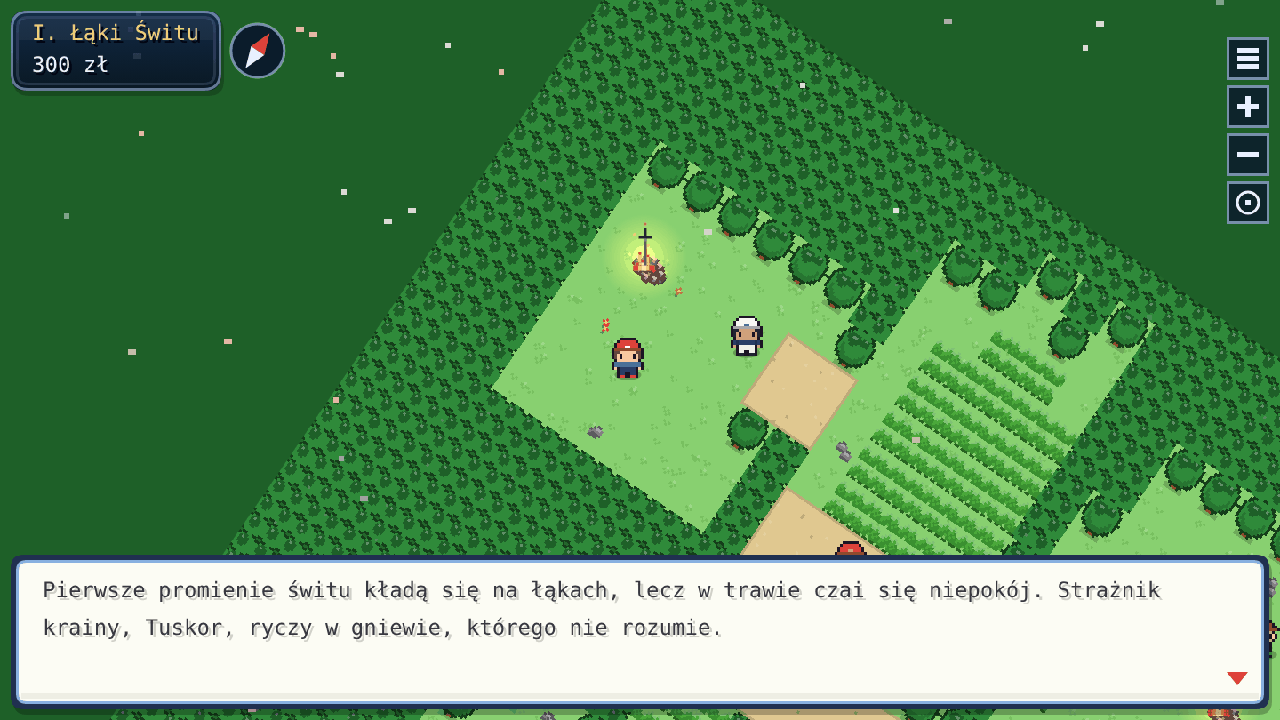 I. Łąki Świtu
300 zł
Pierwsze promienie świtu kładą się na łąkach, lecz w trawie czai się niepokój. Strażnik
krainy, Tuskor, ryczy w gniewie, którego nie rozumie.